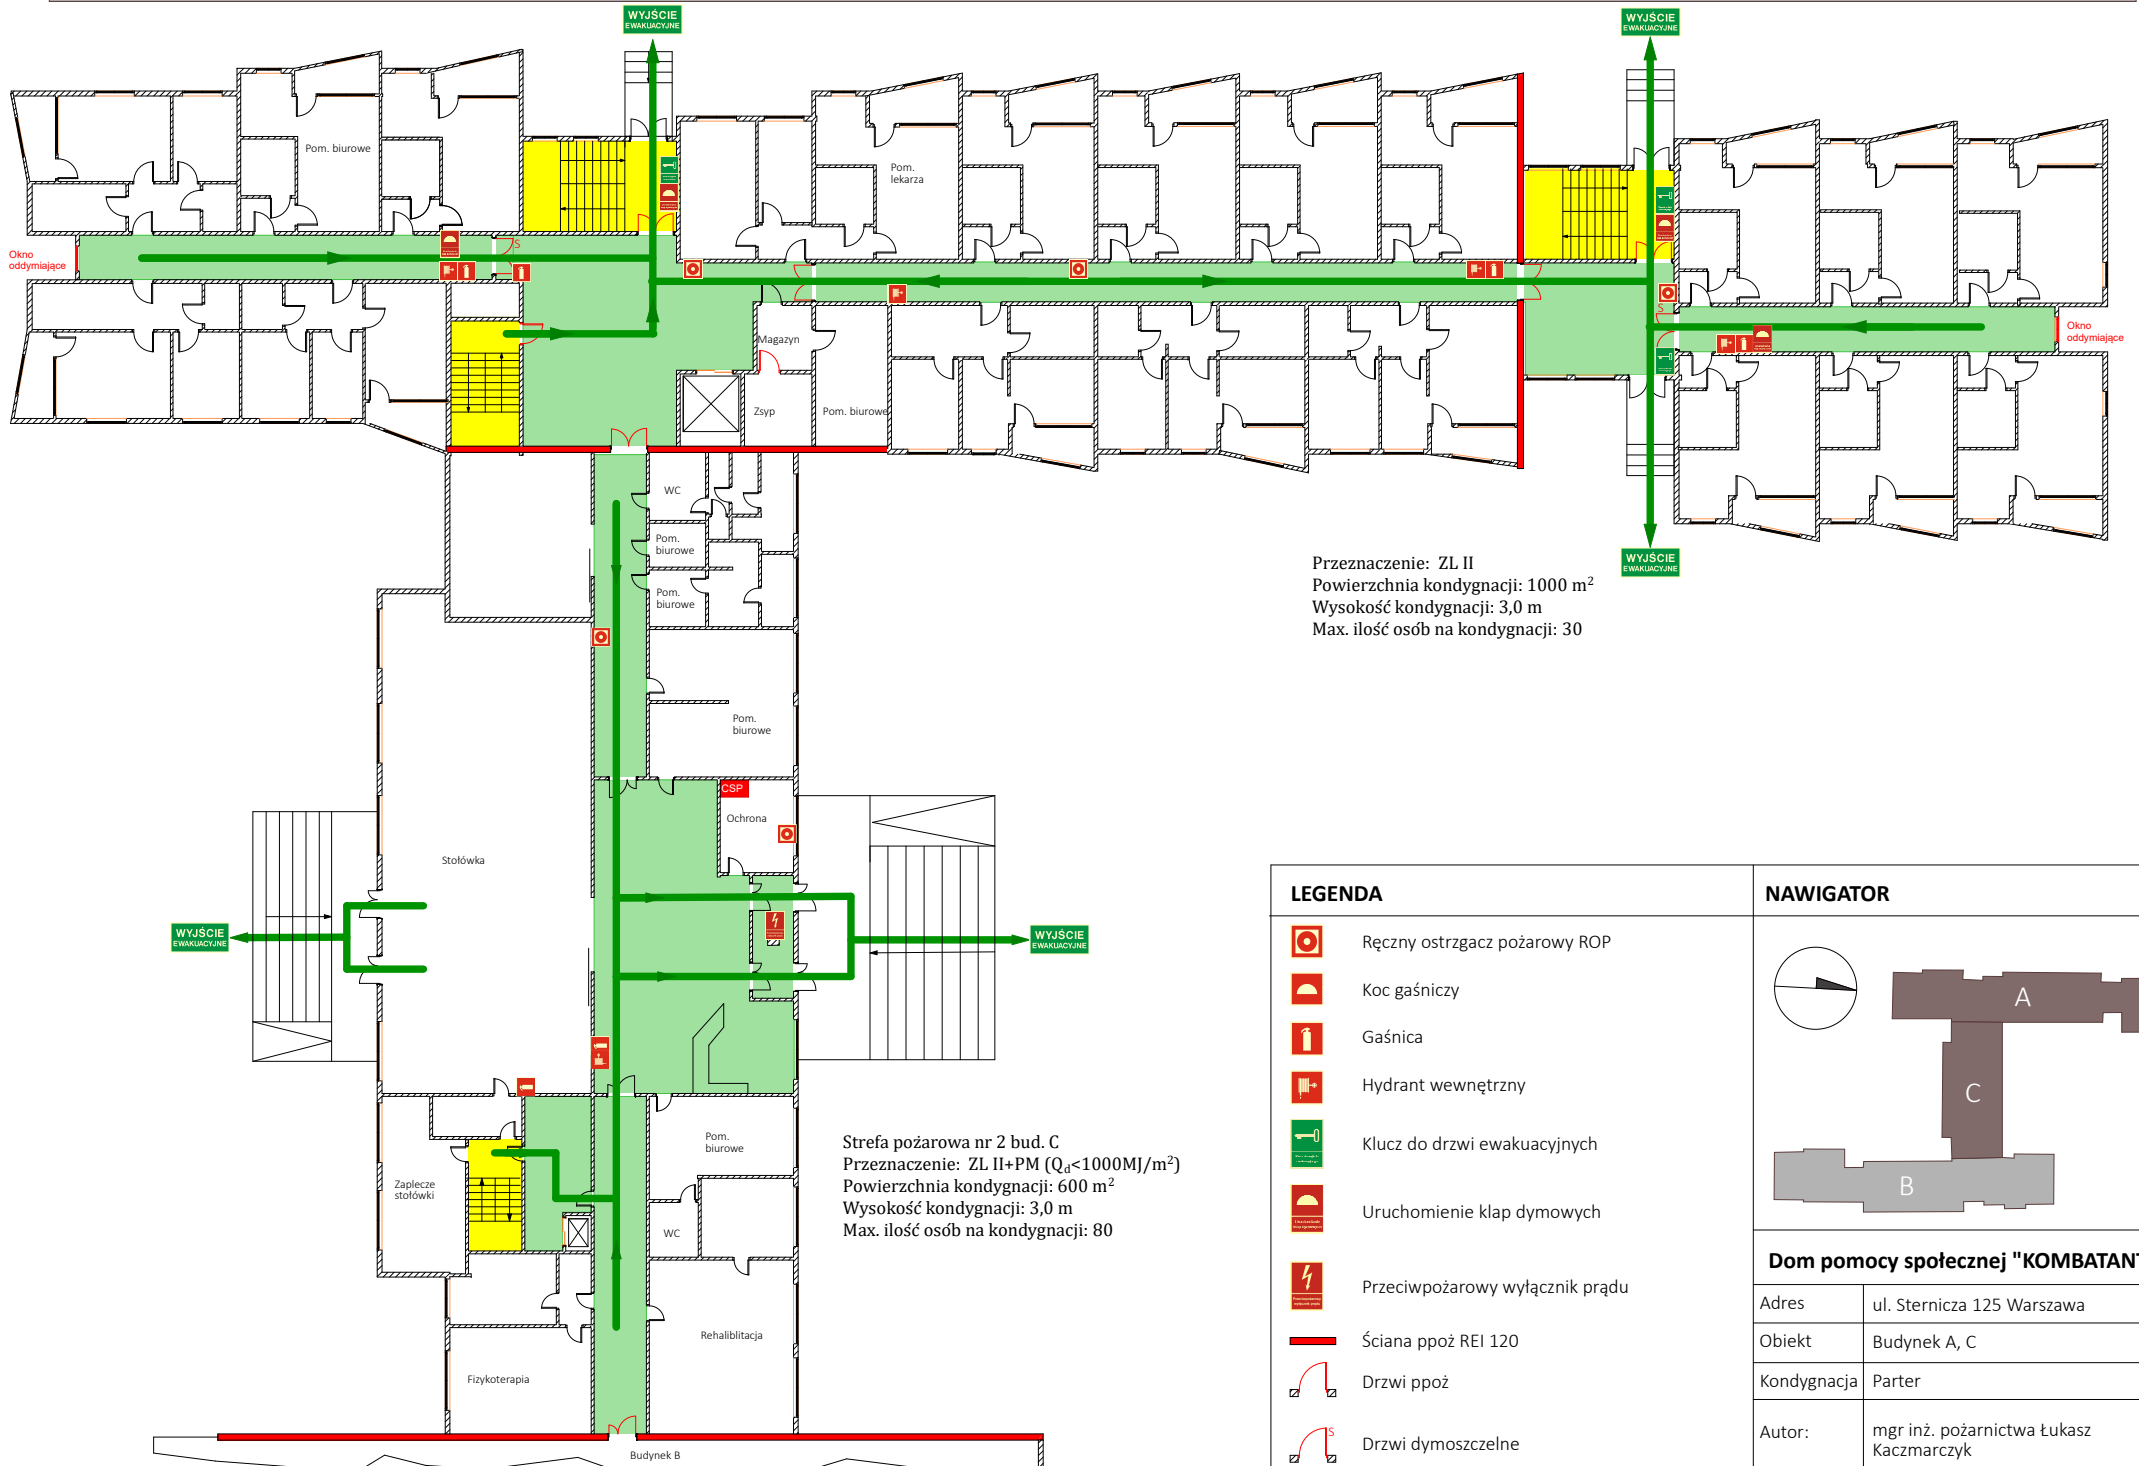 WYJŚCIE
EWAKUACYJNE
WYJŚCIE
EWAKUACYJNE
Pom. biurowe
Pom.
lekarza
Okno
oddymiające
S
S
Okno
oddymiające
Magazyn
Zsyp
Pom. biurowe
WC
Pom.
biurowe
Pom.
biurowe
WYJŚCIE
EWAKUACYJNE
Przeznaczenie: ZL II
Powierzchnia kondygnacji: 1000 m²
Wysokość kondygnacji: 3,0 m
Max. ilość osób na kondygnacji: 30
Pom.
biurowe
CSP
Ochrona
Stołówka
WYJŚCIE
EWAKUACYJNE
WYJŚCIE
EWAKUACYJNE
Pom.
biurowe
Zaplecze
stołówki
WC
Strefa pożarowa nr 2 bud. C
Przeznaczenie: ZL II+PM (Qd<1000MJ/m²)
Powierzchnia kondygnacji: 600 m²
Wysokość kondygnacji: 3,0 m
Max. ilość osób na kondygnacji: 80
Rehaliblitacja
Fizykoterapia
Budynek B
LEGENDA
Ręczny ostrzgacz pożarowy ROP
Koc gaśniczy
Gaśnica
Hydrant wewnętrzny
Klucz do drzwi ewakuacyjnych
Uruchomienie klap dymowych
Przeciwpożarowy wyłącznik prądu
Ściana ppoż REI 120
Drzwi ppoż
S
Drzwi dymoszczelne
NAWIGATOR
A
C
B
Dom pomocy społecznej "KOMBATANT
Adres
ul. Sternicza 125 Warszawa
Obiekt
Budynek A, C
Kondygnacja
Parter
Autor:
mgr inż. pożarnictwa Łukasz
Kaczmarczyk